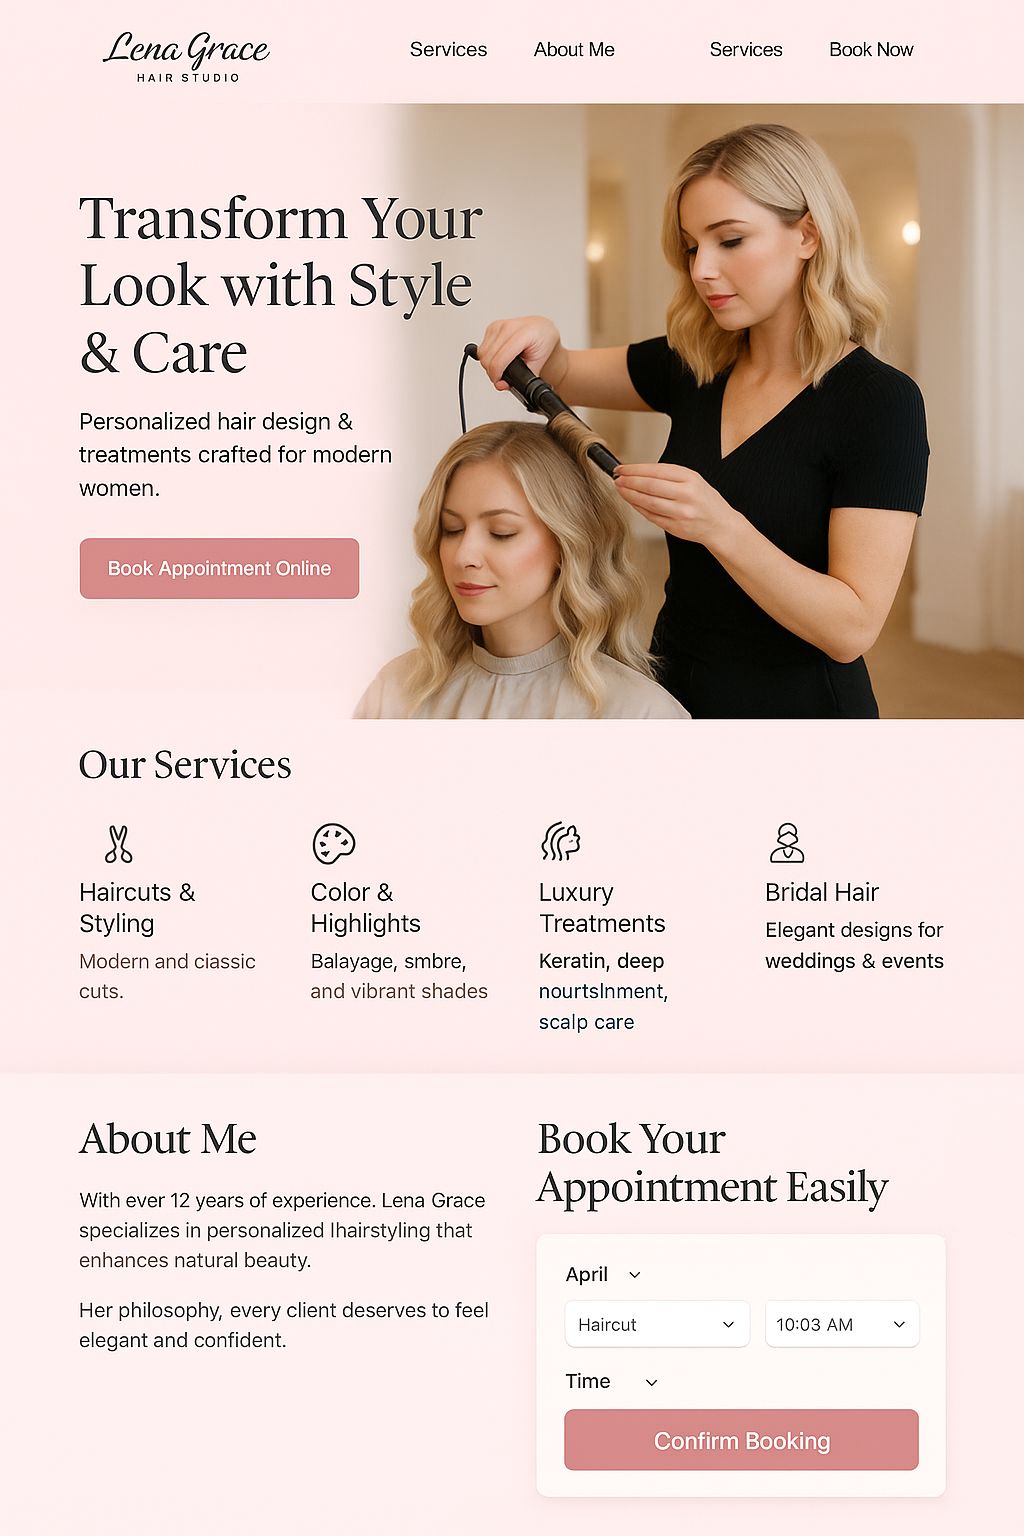 Lena Grace
HAIR STUDIO
Services
About Me
Services
Book Now
Transform Your
Look with Style
& Care
Personalized hair design &
treatments crafted for modern
women.
Book Appointment Online
Our Services
Haircuts &
Styling
Modern and ciassic
cuts.
Color &
Highlights
Balayage, smbre,
and vibrant shades
Luxury
Treatments
Keratin, deep
nourtslnment,
scalp care
Bridal Hair
Elegant designs for
weddings & events
About Me
With ever 12 years of experience. Lena Grace
specializes in personalized lhairstyling that
enhances natural beauty.
Her philosophy, every client deserves to feel
elegant and confident.
Book Your
Appointment Easily
April
Haircut
10:03 AM
Time
Confirm Booking